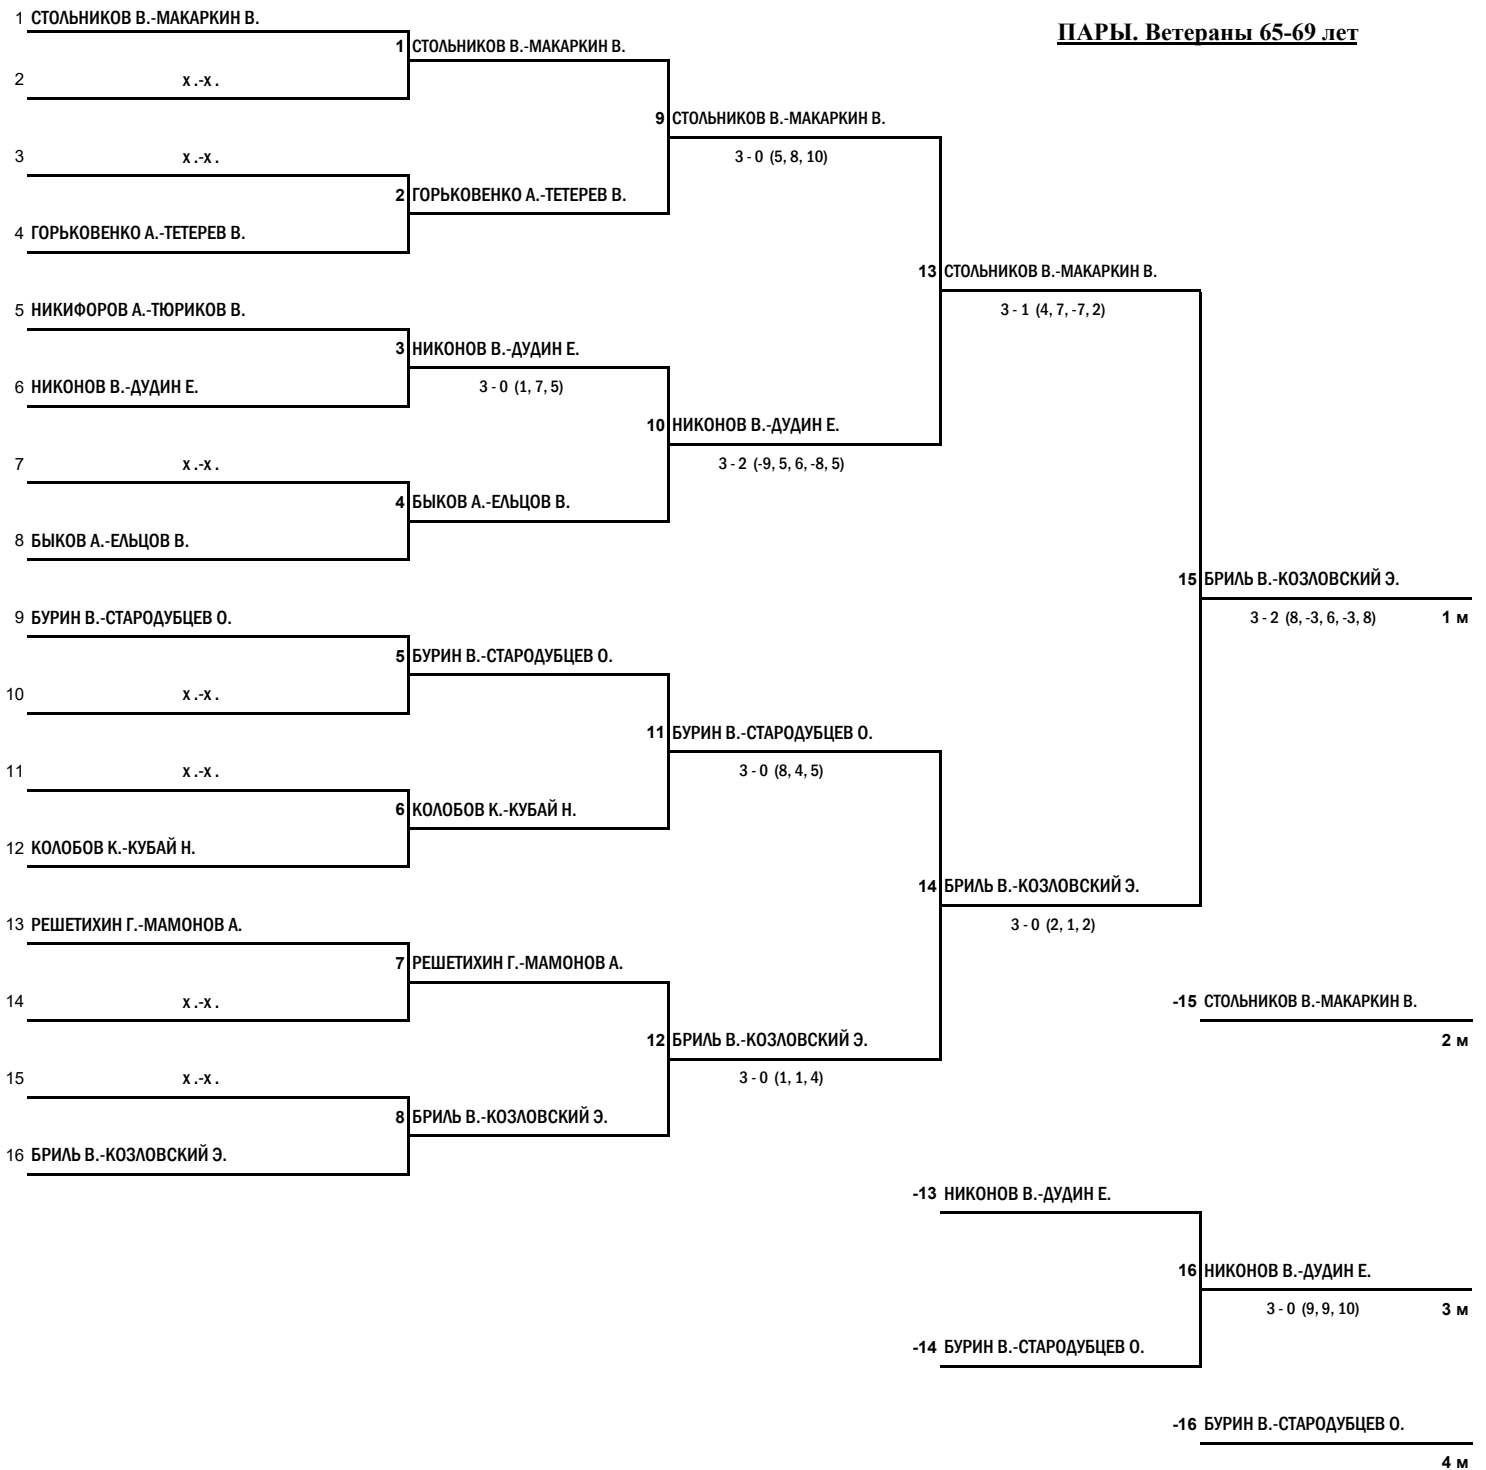 1 СТОЛЬНИКОВ В.-МАКАРКИН В.
ПАРЫ. Ветераны 65-69 лет
1 СТОЛЬНИКОВ В.-МАКАРКИН В.
2 х .-х .
9 СТОЛЬНИКОВ В.-МАКАРКИН В.
3 х .-х .
3 - 0 (5, 8, 10)
2 ГОРЬКОВЕНКО А.-ТЕТЕРЕВ В.
4 ГОРЬКОВЕНКО А.-ТЕТЕРЕВ В.
13 СТОЛЬНИКОВ В.-МАКАРКИН В.
5 НИКИФОРОВ А.-ТЮРИКОВ В.
3 - 1 (4, 7, -7, 2)
3 НИКОНОВ В.-ДУДИН Е.
6 НИКОНОВ В.-ДУДИН Е.
3 - 0 (1, 7, 5)
10 НИКОНОВ В.-ДУДИН Е.
7 х .-х .
3 - 2 (-9, 5, 6, -8, 5)
4 БЫКОВ А.-ЕЛЬЦОВ В.
8 БЫКОВ А.-ЕЛЬЦОВ В.
15 БРИЛЬ В.-КОЗЛОВСКИЙ Э.
9 БУРИН В.-СТАРОДУБЦЕВ О.
3 - 2 (8, -3, 6, -3, 8) 1 м
5 БУРИН В.-СТАРОДУБЦЕВ О.
10 х .-х .
11 БУРИН В.-СТАРОДУБЦЕВ О.
11 х .-х .
3 - 0 (8, 4, 5)
6 КОЛОБОВ К.-КУБАЙ Н.
12 КОЛОБОВ К.-КУБАЙ Н.
14 БРИЛЬ В.-КОЗЛОВСКИЙ Э.
13 РЕШЕТИХИН Г.-МАМОНОВ А.
3 - 0 (2, 1, 2)
7 РЕШЕТИХИН Г.-МАМОНОВ А.
14 х .-х .
-15 СТОЛЬНИКОВ В.-МАКАРКИН В.
12 БРИЛЬ В.-КОЗЛОВСКИЙ Э.
2 м
15 х .-х .
3 - 0 (1, 1, 4)
8 БРИЛЬ В.-КОЗЛОВСКИЙ Э.
16 БРИЛЬ В.-КОЗЛОВСКИЙ Э.
-13 НИКОНОВ В.-ДУДИН Е.
16 НИКОНОВ В.-ДУДИН Е.
3 - 0 (9, 9, 10) 3 м
-14 БУРИН В.-СТАРОДУБЦЕВ О.
-16 БУРИН В.-СТАРОДУБЦЕВ О.
4 м